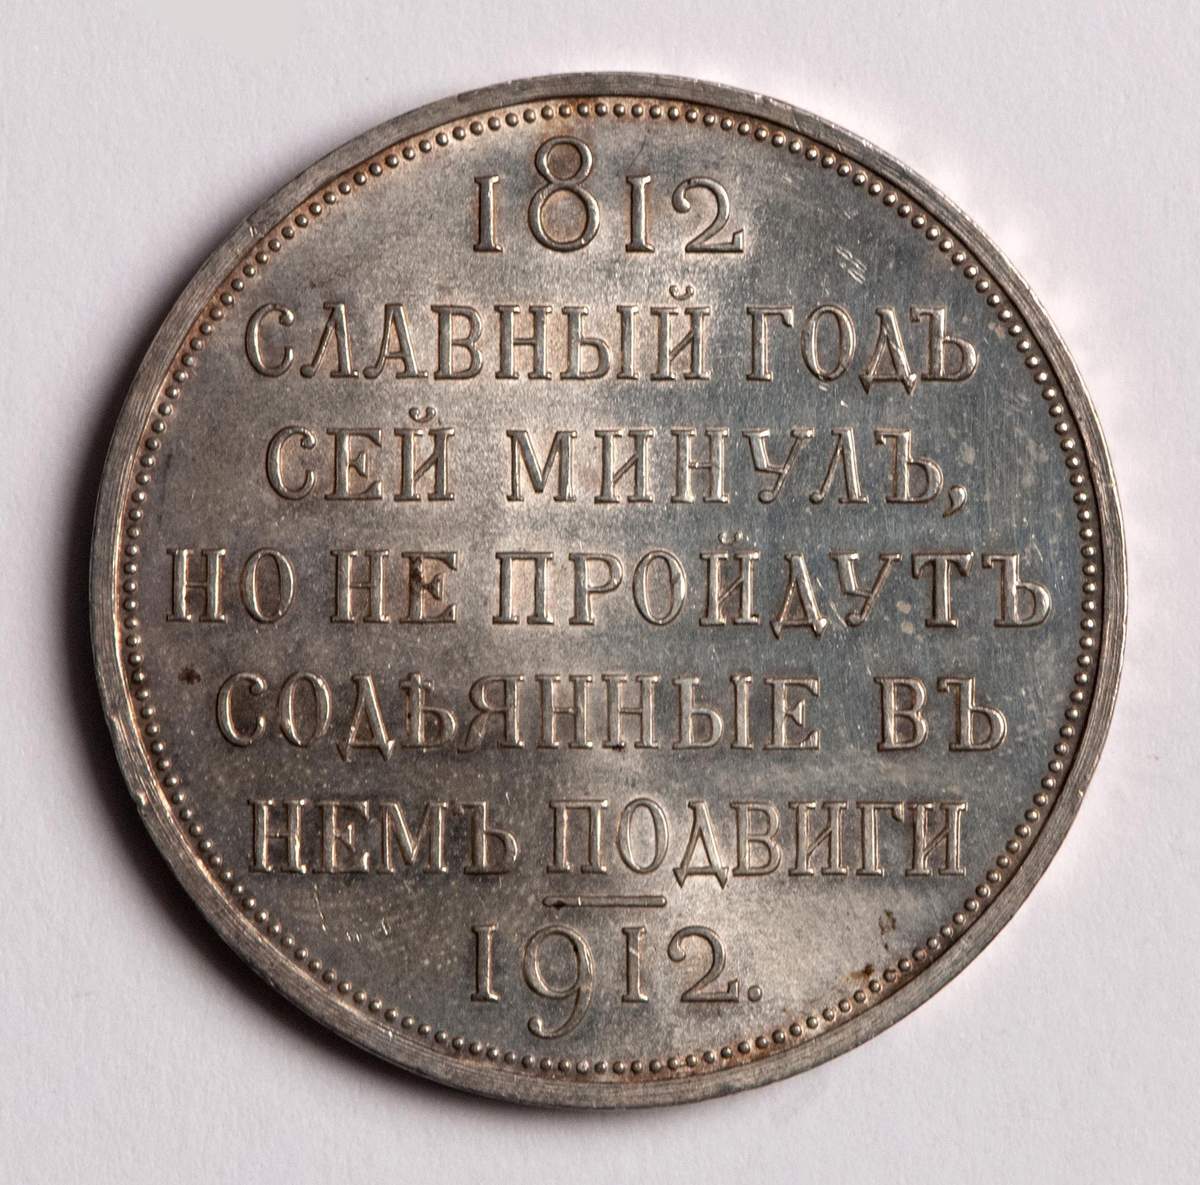 1812
СЛАВНЫЙ ГОДЪ
СЕЙ МИНУЛЪ,
НО НЕ ПРОЙДУТЪ
СОДѢЯННЫЕ ВЪ
НЕМЪ ПОДВИГИ
1912.